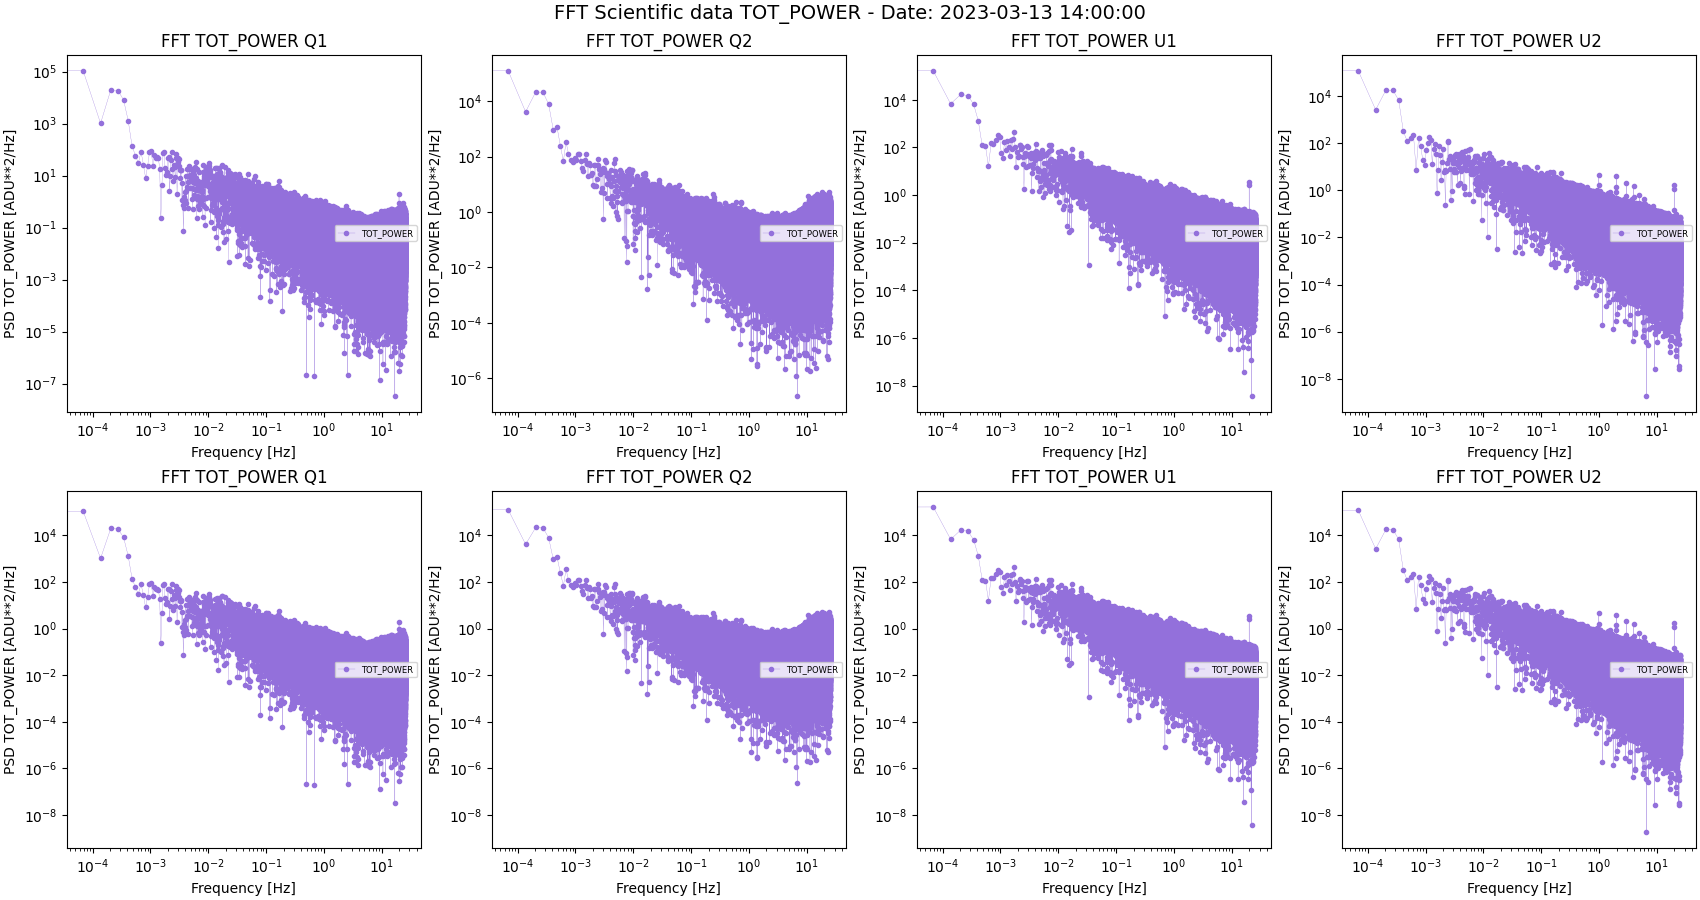 FFT Scientific data TOT_POWER - Date: 2023-03-13 14:00:00
FFT TOT_POWER Q1
PSD TOT_POWER [ADU**2/Hz]
10^5
10^3
10^1
10^-1
10^-3
10^-5
10^-7
TOT_POWER
10^-4 10^-3 10^-2 10^-1 10^0 10^1
Frequency [Hz]
FFT TOT_POWER Q2
PSD TOT_POWER [ADU**2/Hz]
10^4
10^2
10^0
10^-2
10^-4
10^-6
TOT_POWER
10^-4 10^-3 10^-2 10^-1 10^0 10^1
Frequency [Hz]
FFT TOT_POWER U1
PSD TOT_POWER [ADU**2/Hz]
10^4
10^2
10^0
10^-2
10^-4
10^-6
10^-8
TOT_POWER
10^-4 10^-3 10^-2 10^-1 10^0 10^1
Frequency [Hz]
FFT TOT_POWER U2
PSD TOT_POWER [ADU**2/Hz]
10^4
10^2
10^0
10^-2
10^-4
10^-6
10^-8
TOT_POWER
10^-4 10^-3 10^-2 10^-1 10^0 10^1
Frequency [Hz]
FFT TOT_POWER Q1
PSD TOT_POWER [ADU**2/Hz]
10^4
10^2
10^0
10^-2
10^-4
10^-6
10^-8
TOT_POWER
10^-4 10^-3 10^-2 10^-1 10^0 10^1
Frequency [Hz]
FFT TOT_POWER Q2
PSD TOT_POWER [ADU**2/Hz]
10^4
10^2
10^0
10^-2
10^-4
10^-6
10^-8
TOT_POWER
10^-4 10^-3 10^-2 10^-1 10^0 10^1
Frequency [Hz]
FFT TOT_POWER U1
PSD TOT_POWER [ADU**2/Hz]
10^4
10^2
10^0
10^-2
10^-4
10^-6
10^-8
TOT_POWER
10^-4 10^-3 10^-2 10^-1 10^0 10^1
Frequency [Hz]
FFT TOT_POWER U2
PSD TOT_POWER [ADU**2/Hz]
10^4
10^2
10^0
10^-2
10^-4
10^-6
10^-8
TOT_POWER
10^-4 10^-3 10^-2 10^-1 10^0 10^1
Frequency [Hz]